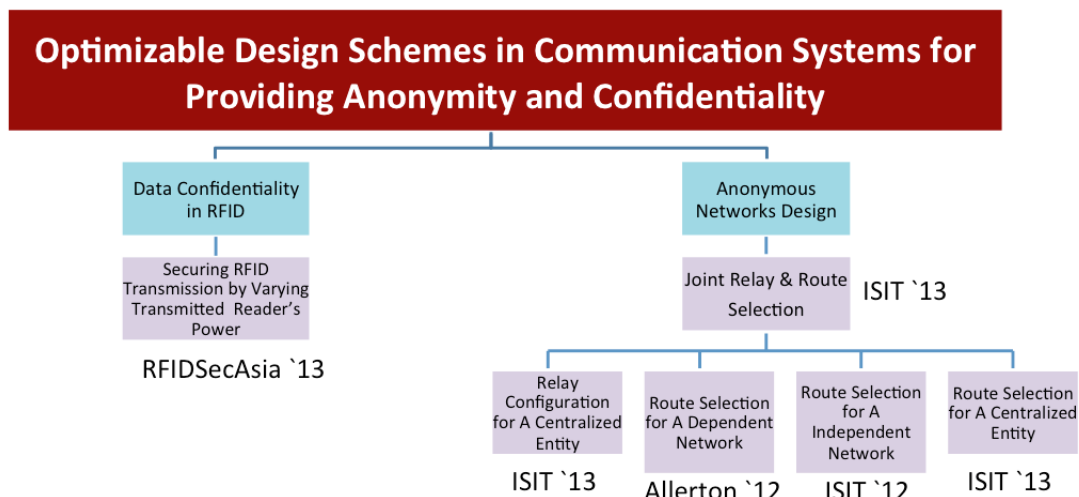 Optimizable Design Schemes in Communication Systems for
Providing Anonymity and Confidentiality
Data Confidentiality
in RFID
Anonymous
Networks Design
Securing RFID
Transmission by Varying
Transmitted Reader's
Power
RFIDSecAsia `13
Joint Relay & Route
Selection
ISIT `13
Relay
Configuration
for A Centralized
Entity
ISIT `13
Route Selection
for A Dependent
Network
Allerton `12
Route Selection
for A
Independent
Network
ISIT `12
Route Selection
for A Centralized
Entity
ISIT `13